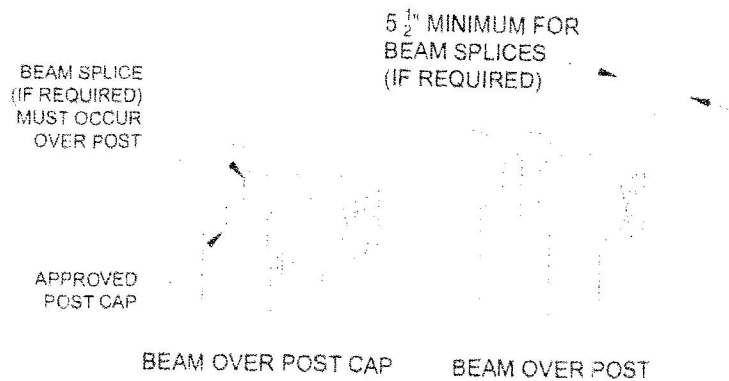 5 1/2" MINIMUM FOR
BEAM SPLICES
(IF REQUIRED)
BEAM SPLICE
(IF REQUIRED)
MUST OCCUR
OVER POST
APPROVED
POST CAP
BEAM OVER POST CAP
BEAM OVER POST